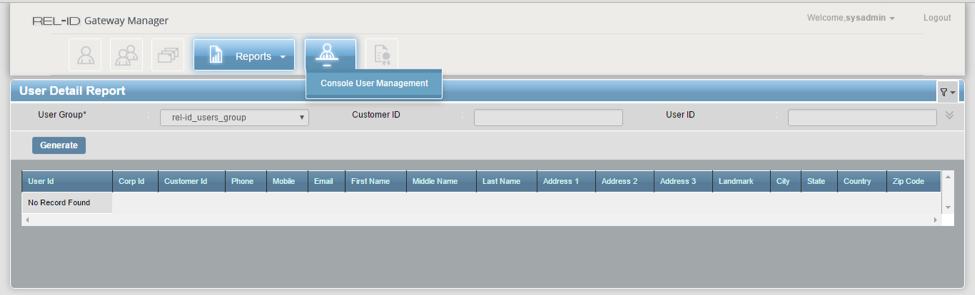 REL-ID Gateway Manager
Welcome,sysadmin
Logout
Reports
Console User Management
User Detail Report
User Group* : rel-id_users_group Customer ID User ID
Generate
User Id Corp Id Customer Id Phone Mobile Email First Name Middle Name Last Name Address 1 Address 2 Address 3 Landmark City State Country Zip Code
No Record Found